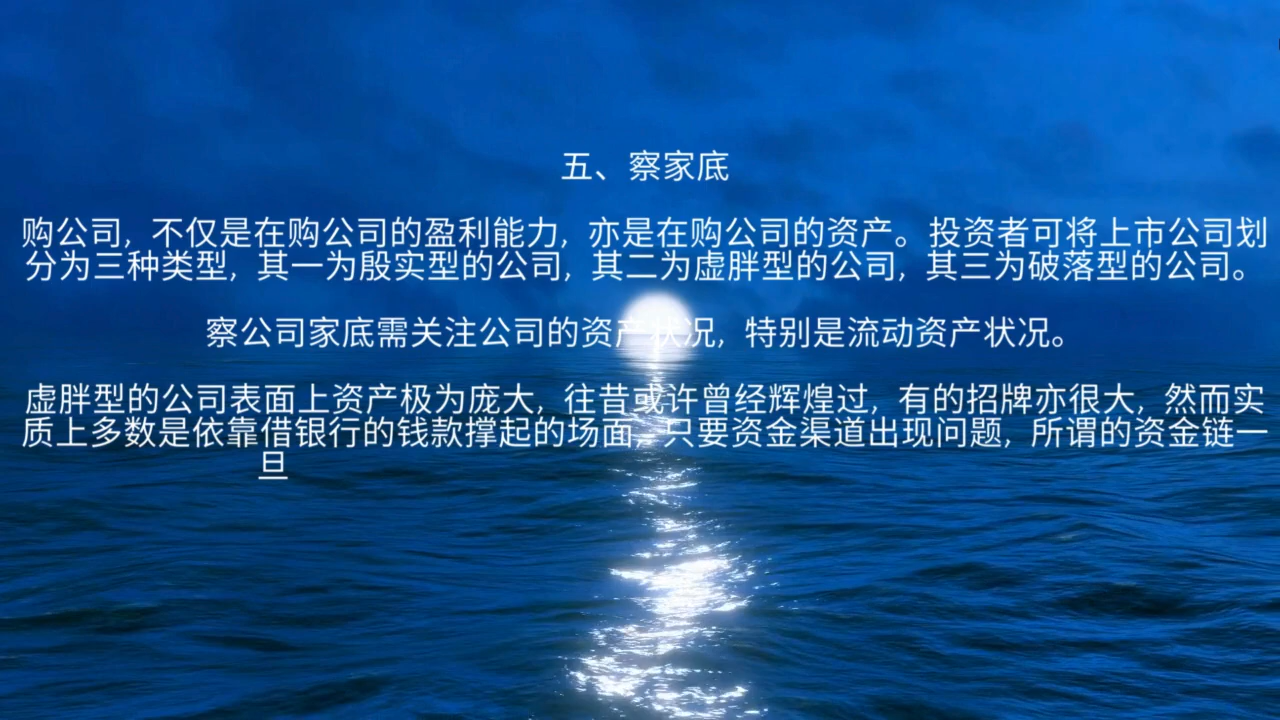 五、察家底
购公司，不仅是在购公司的盈利能力，亦是在购公司的资产。投资者可将上市公司划
分为三种类型，其一为殷实型的公司，其二为虚胖型的公司，其三为破落型的公司。
察公司家底需关注公司的资产状况，特别是流动资产状况。
虚胖型的公司表面上资产极为庞大，往昔或许曾经辉煌过，有的招牌亦很大，然而实
质上多数是依靠借银行的钱款撑起的场面，只要资金渠道出现问题，所谓的资金链一
旦